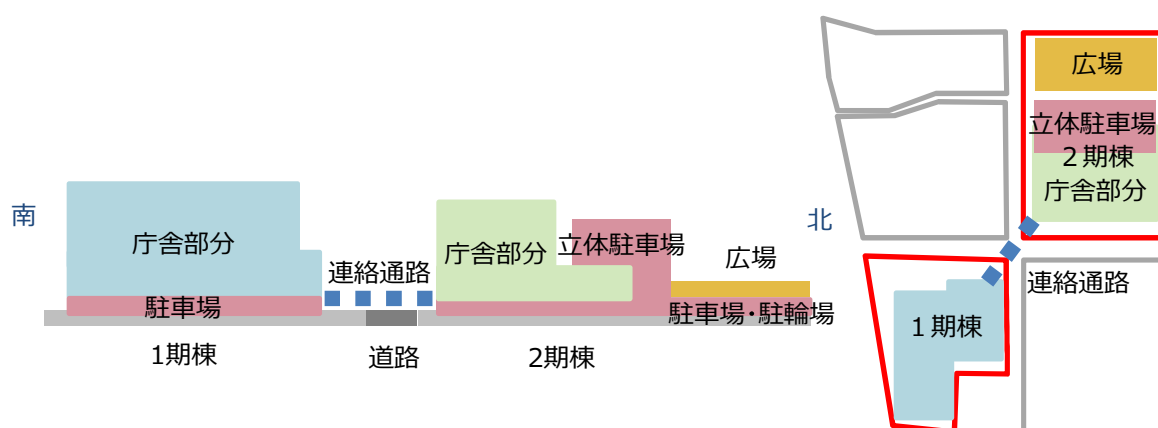 南
庁舎部分
駐車場
1期棟
連絡通路
道路
庁舎部分
立体駐車場
2期棟
広場
駐車場・駐輪場
北
広場
立体駐車場
２期棟
庁舎部分
連絡通路
１期棟